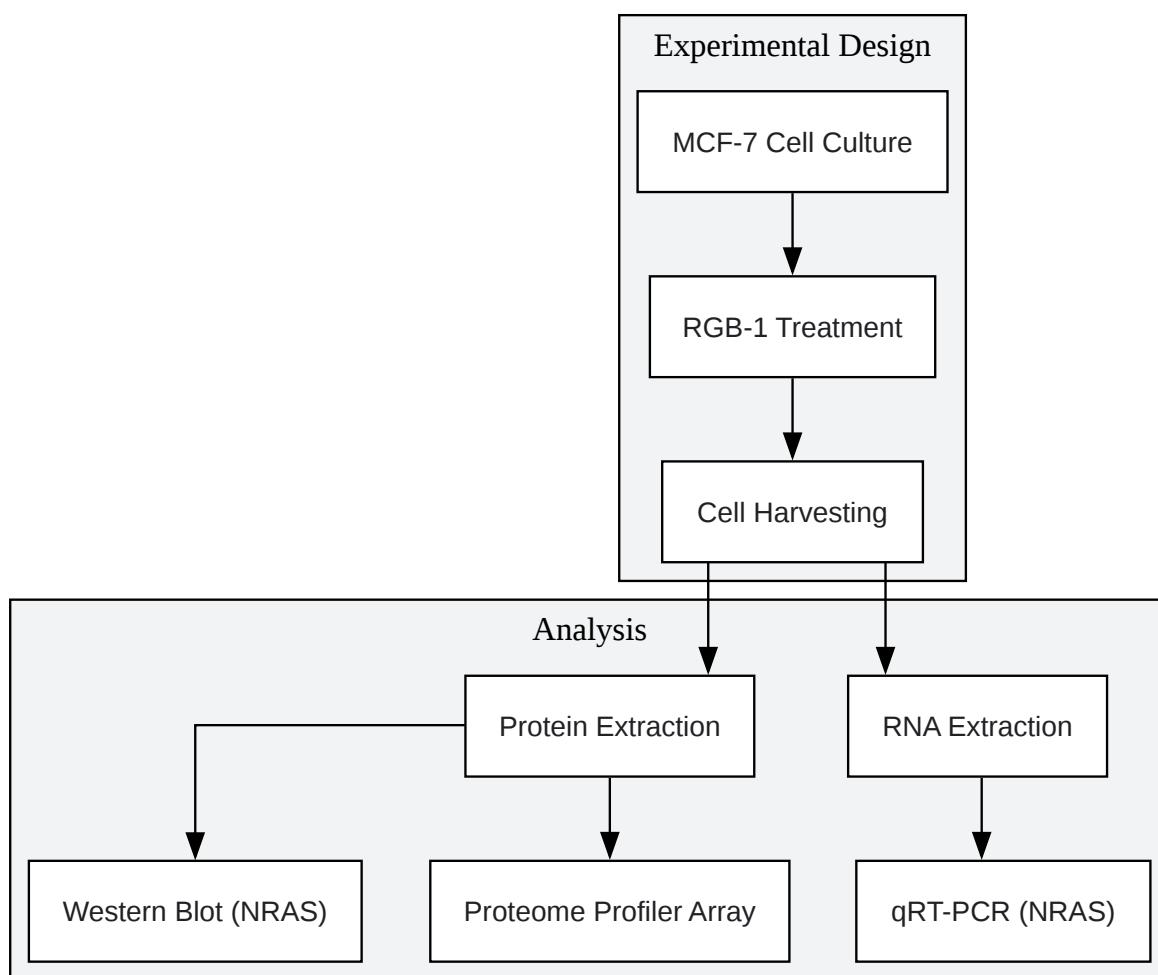 Experimental Design
MCF-7 Cell Culture
RGB-1 Treatment
Cell Harvesting
Analysis
Protein Extraction
RNA Extraction
Western Blot (NRAS)
Proteome Profiler Array
qRT-PCR (NRAS)